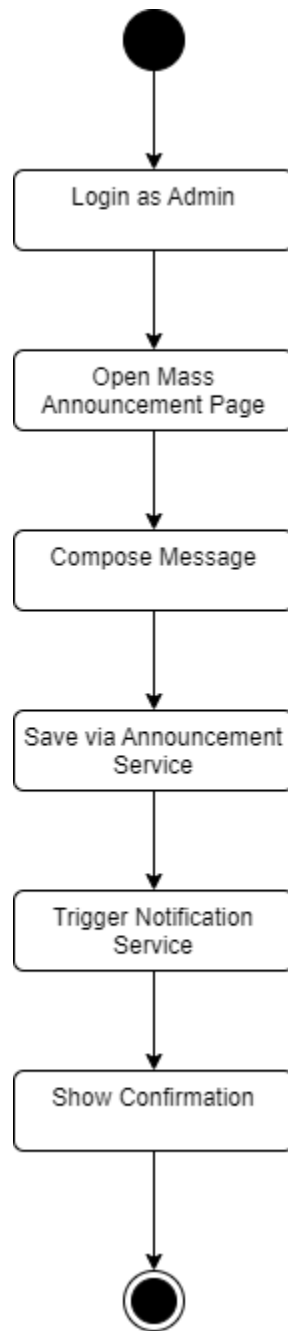 Login as Admin
Open Mass
Announcement Page
Compose Message
Save via Announcement
Service
Trigger Notification
Service
Show Confirmation